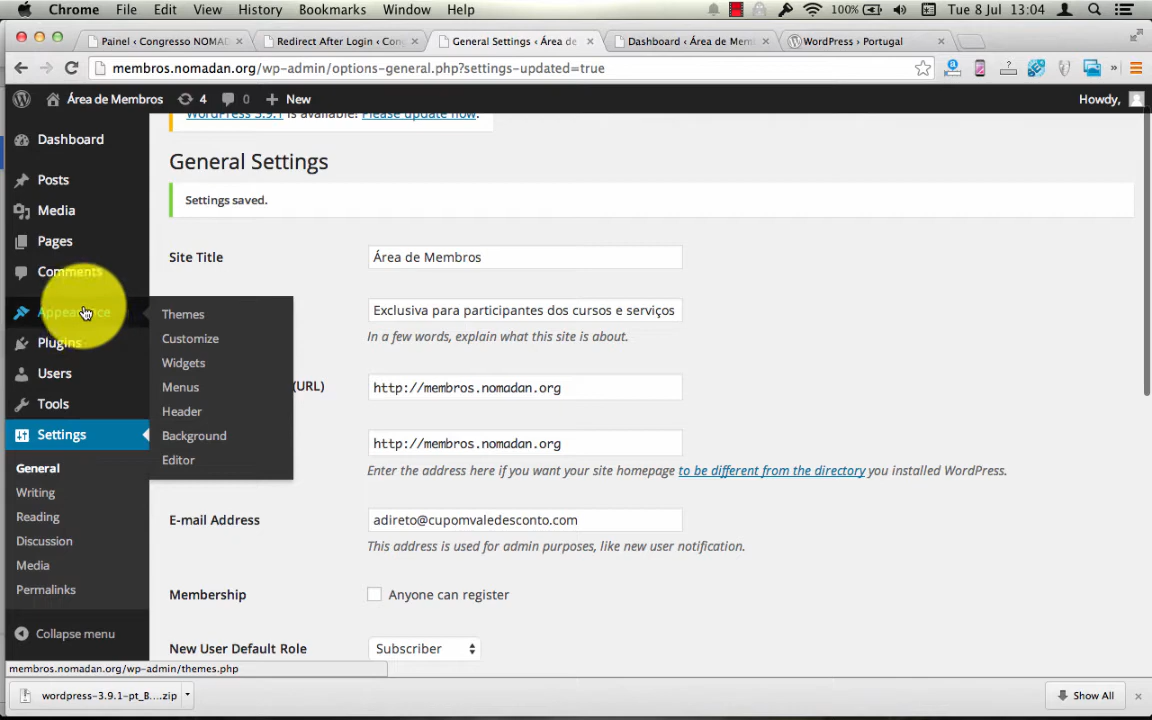 Chrome File Edit View History Bookmarks Window Help 100% Tue 8 Jul 13:04
Painel ‹ Congresso NOMAD Redirect After Login ‹ Con General Settings ‹ Área de Dashboard ‹ Área de Mem WordPress › Portugal
membros.nomadan.org/wp-admin/options-general.php?settings-updated=true
Área de Membros 4 0 New Howdy,
WordPress 3.9.1 is available! Please update now.
Dashboard
Posts
Media
Pages
Comments
Appearance
Plugins
Users
Tools
Settings
General
Writing
Reading
Discussion
Media
Permalinks
Collapse menu
Themes
Customize
Widgets
Menus
Header
Background
Editor
General Settings
Settings saved.
Site Title Área de Membros
Exclusiva para participantes dos cursos e serviços
In a few words, explain what this site is about.
(URL) http://membros.nomadan.org
http://membros.nomadan.org
Enter the address here if you want your site homepage to be different from the directory you installed WordPress.
E-mail Address adireto@cupomvaledesconto.com
This address is used for admin purposes, like new user notification.
Membership Anyone can register
New User Default Role Subscriber
membros.nomadan.org/wp-admin/themes.php
wordpress-3.9.1-pt_B....zip Show All